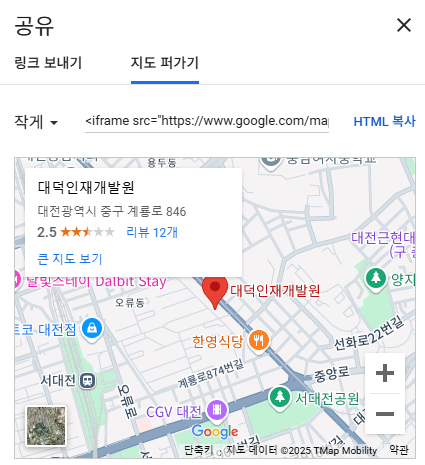 공유
링크 보내기
지도 퍼가기
작게
<iframe src="https://www.google.com/ma
HTML 복사
용두동
대덕인재개발원
대전광역시 중구 계룡로 846
2.5
리뷰 12개
큰 지도 보기
대전근현대
(구 충
달빛스테이 Dalbit Stay
양지
오류동
대덕인재개발원
트코 대전점
한영식당
선화로22번길
계룡로874번길
중앙로
서대전
오류로
서대전공원
CGV 대전
Google
단축키
지도 데이터 ©2025 TMap Mobility
약관